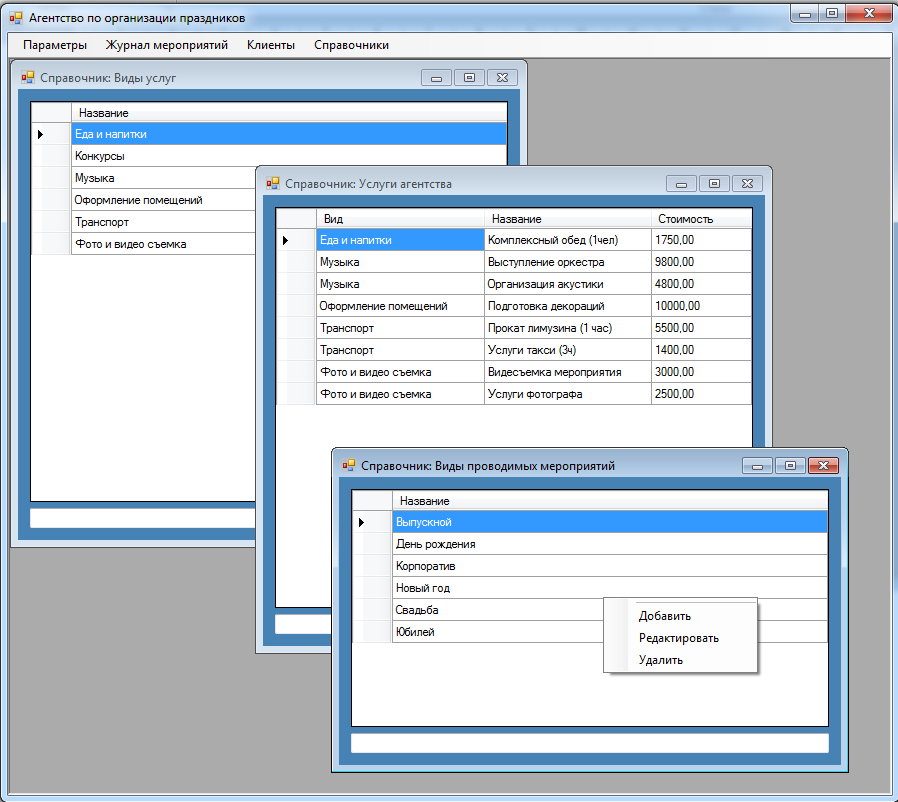 Агентство по организации праздников
Параметры Журнал мероприятий Клиенты Справочники
Справочник: Виды услуг
Название
Еда и напитки
Конкурсы
Музыка
Оформление помещений
Транспорт
Фото и видео съемка
Справочник: Услуги агентства
Вид Название Стоимость
Еда и напитки Комплексный обед (1чел) 1750,00
Музыка Выступление оркестра 9800,00
Музыка Организация акустики 4800,00
Оформление помещений Подготовка декораций 10000,00
Транспорт Прокат лимузина (1 час) 5500,00
Транспорт Услуги такси (3ч) 1400,00
Фото и видео съемка Видесъемка мероприятия 3000,00
Фото и видео съемка Услуги фотографа 2500,00
Справочник: Виды проводимых мероприятий
Название
Выпускной
День рождения
Корпоратив
Новый год
Свадьба
Юбилей
Добавить
Редактировать
Удалить